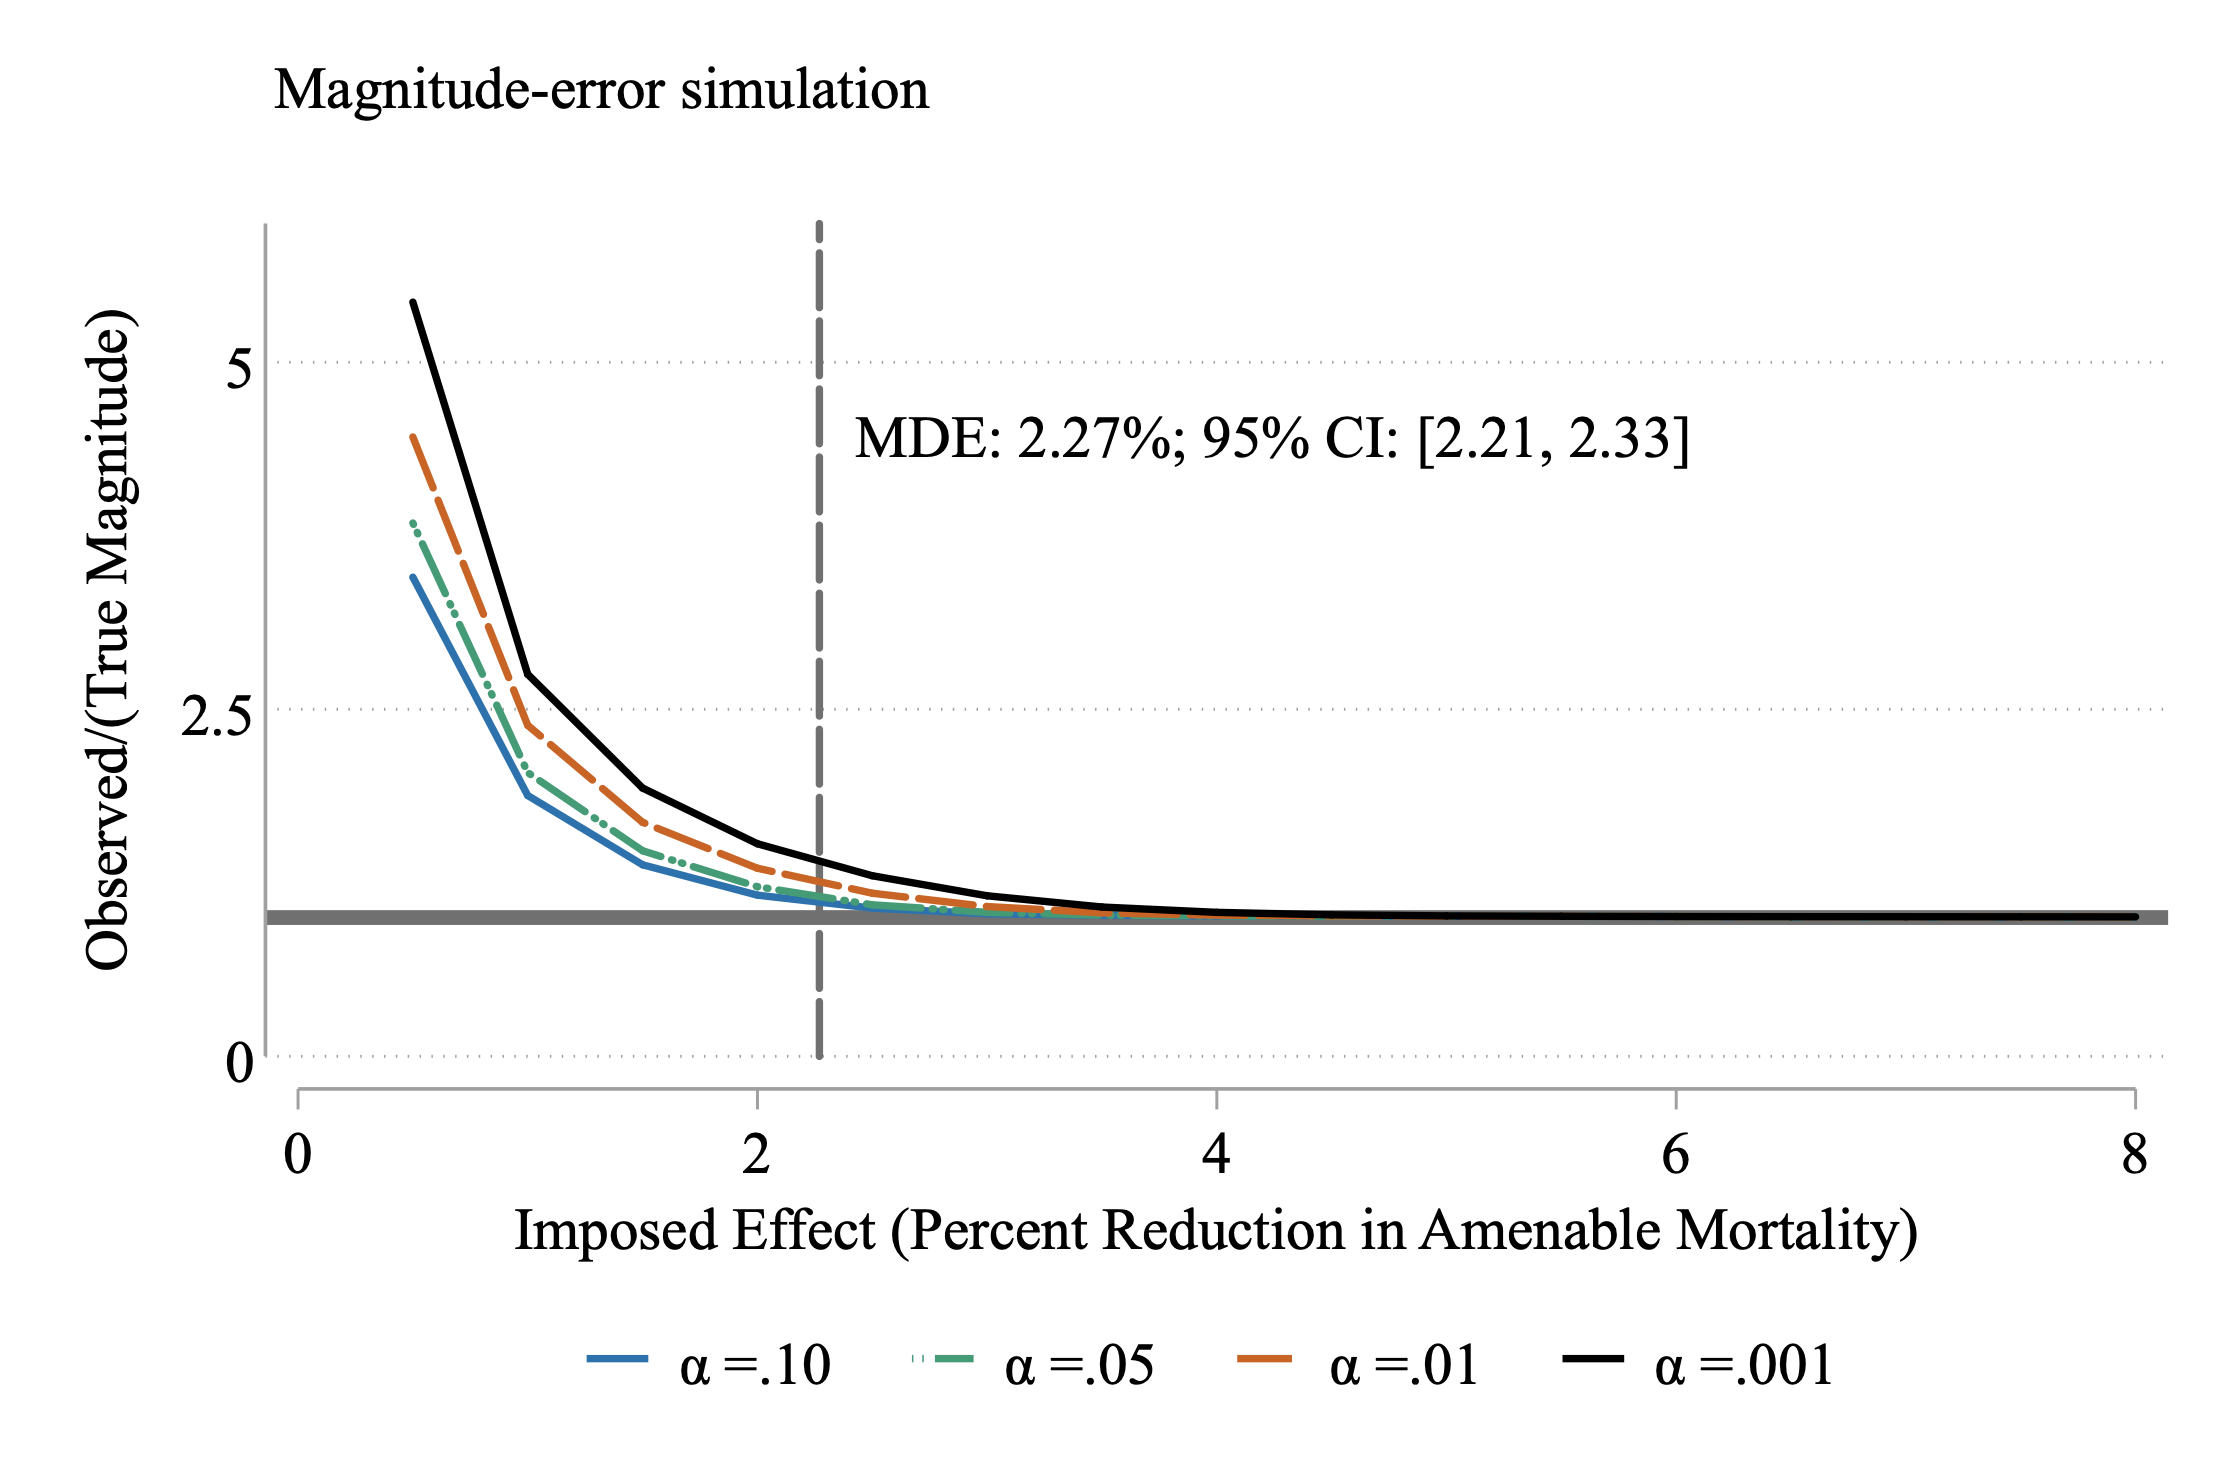 Magnitude-error simulation
Observed/(True Magnitude)
5
2.5
0
MDE: 2.27%; 95% CI: [2.21, 2.33]
0 2 4 6 8
Imposed Effect (Percent Reduction in Amenable Mortality)
α =.10 α =.05 α =.01 α =.001